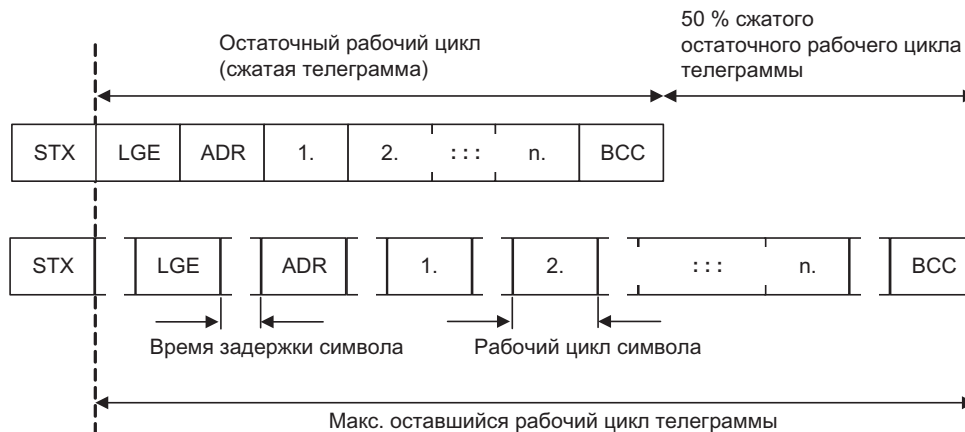 Остаточный рабочий цикл
(сжатая телеграмма)
50 % сжатого
остаточного рабочего цикла
телеграммы
STX LGE ADR 1. 2. : : : n. BCC
STX LGE ADR 1. 2. : : : n. BCC
Время задержки символа Рабочий цикл символа
Макс. оставшийся рабочий цикл телеграммы